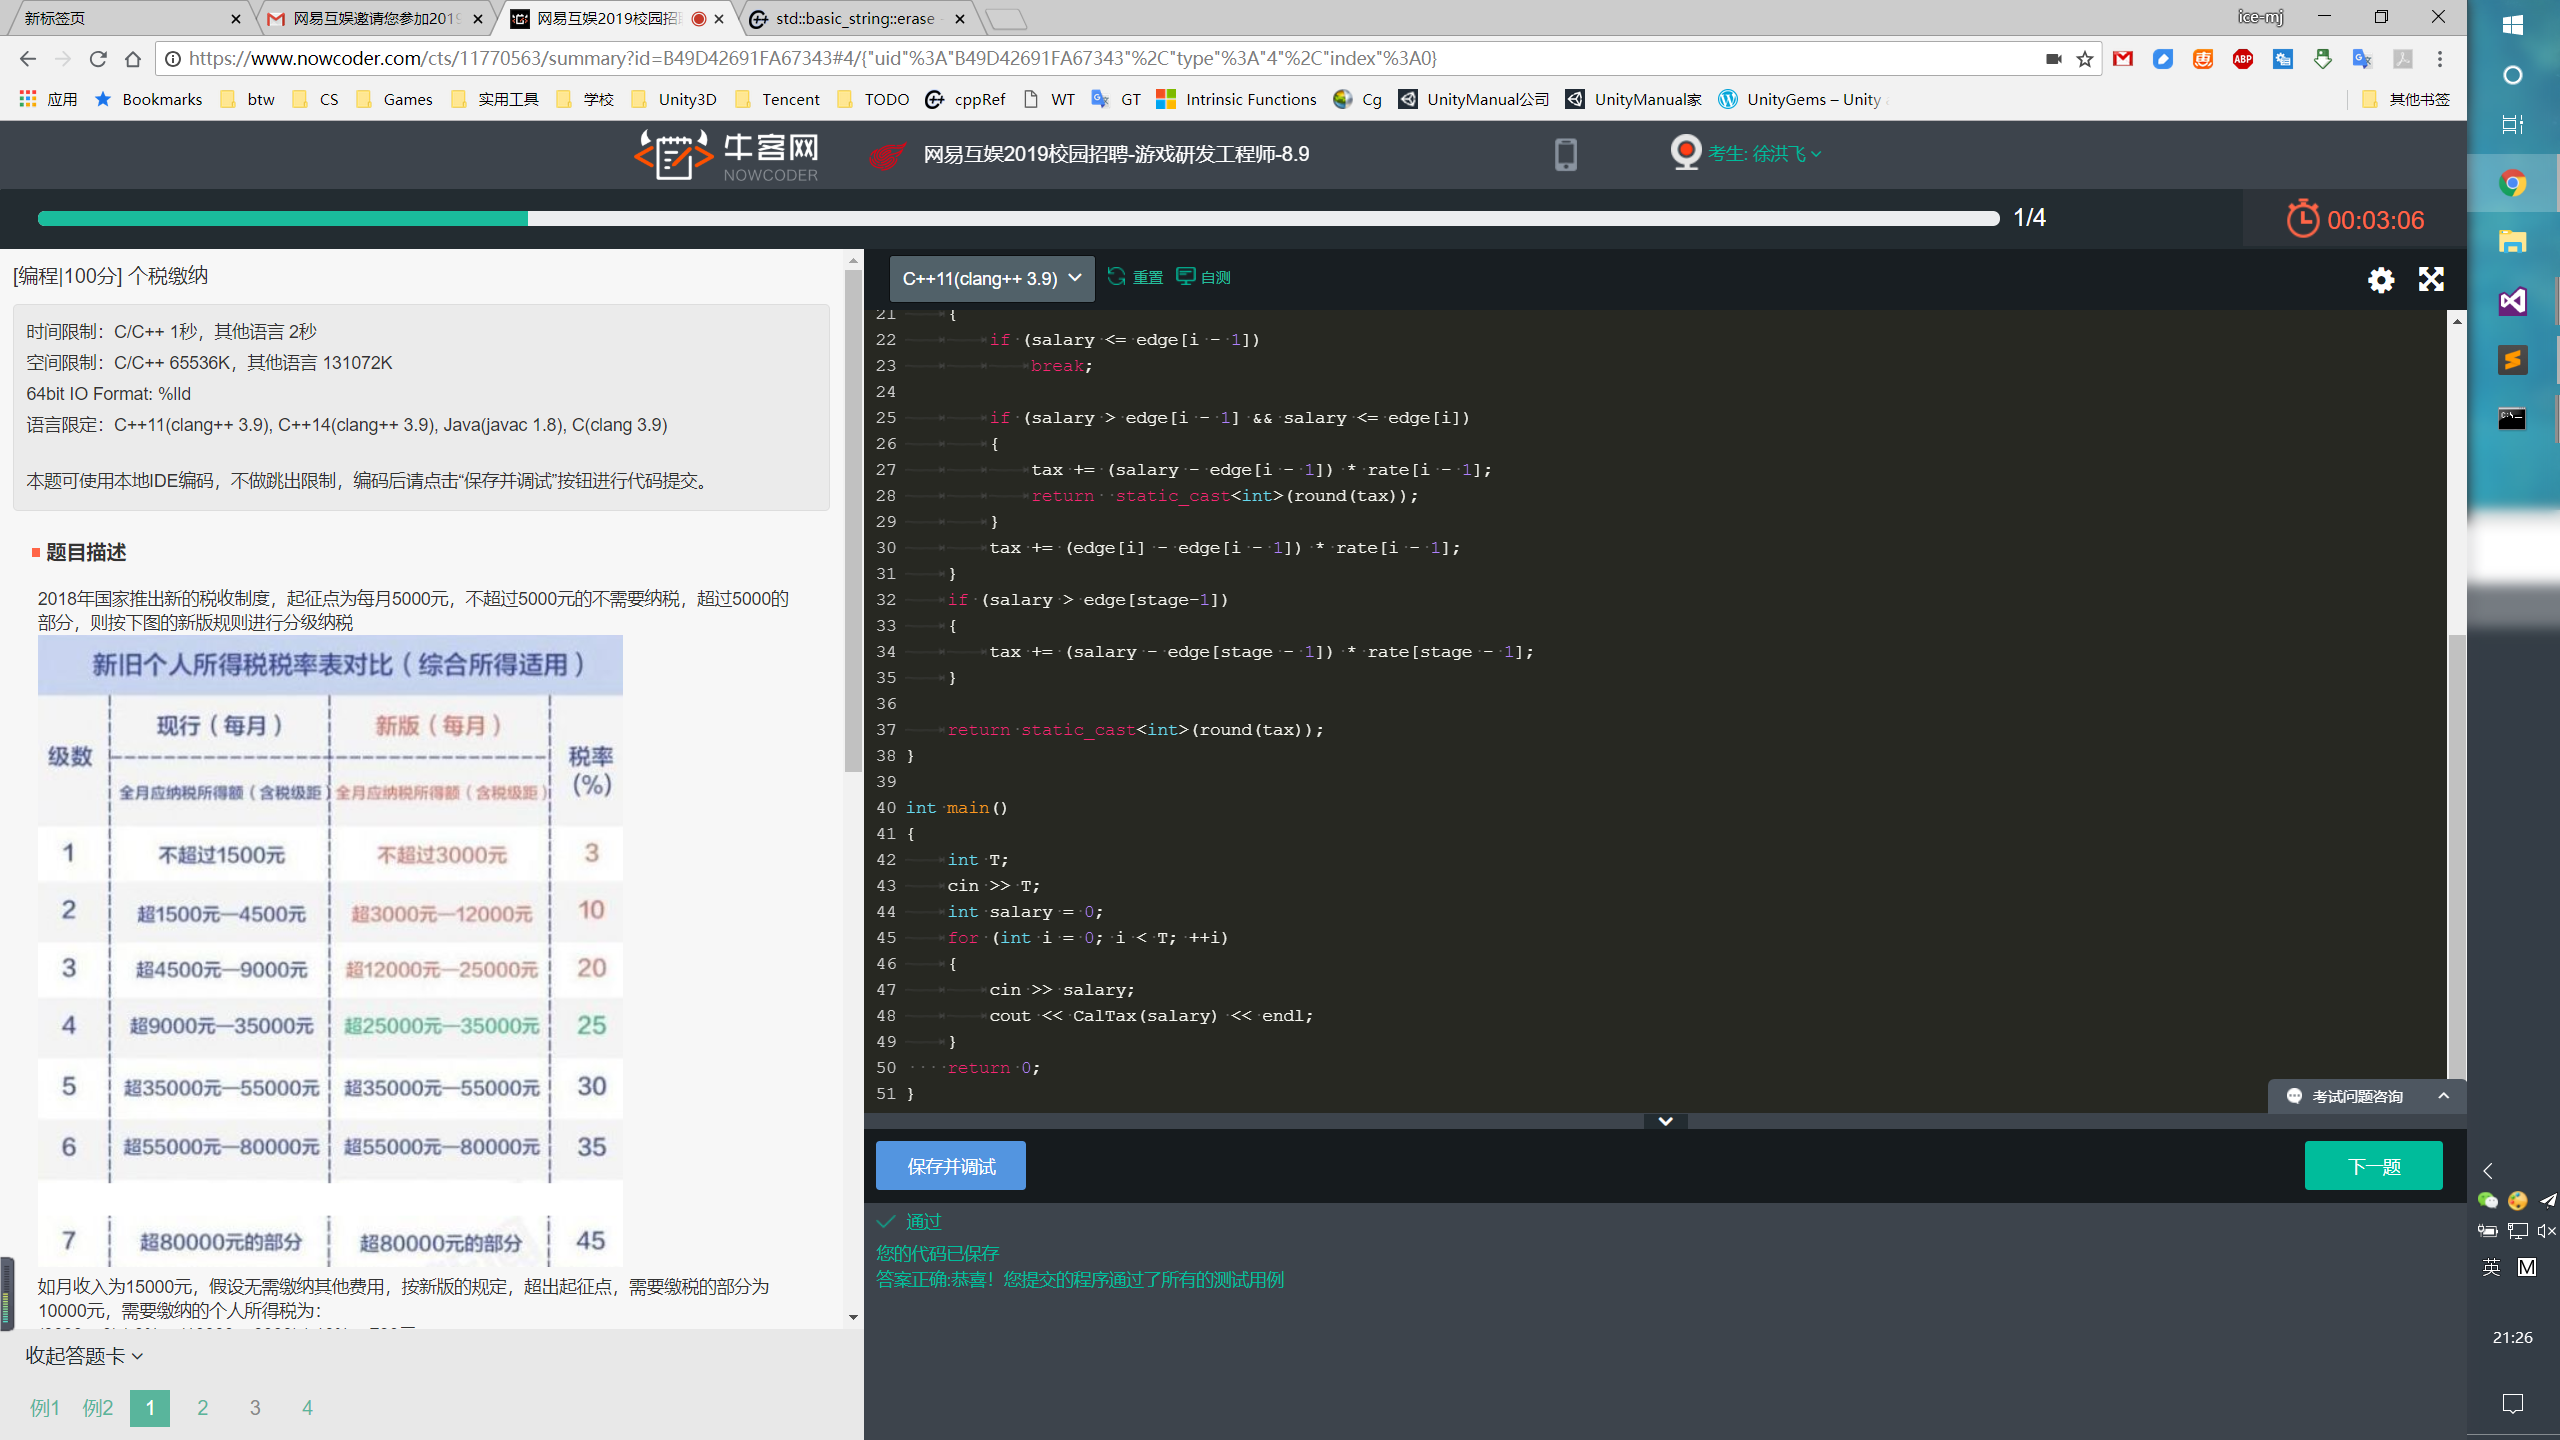 新标签页
网易互娱邀请您参加2019
网易互娱2019校园招
std::basic_string::erase -
ice-mj
https://www.nowcoder.com/cts/11770563/summary?id=B49D42691FA67343#4/{"uid"%3A"B49D42691FA67343"%2C"type"%3A"4"%2C"index"%3A0}
应用 Bookmarks btw CS Games 实用工具 学校 Unity3D Tencent TODO cppRef WT GT Intrinsic Functions Cg UnityManual公司 UnityManual家 UnityGems – Unity 其他书签
牛客网
NOWCODER
网易互娱2019校园招聘-游戏研发工程师-8.9
考生: 徐洪飞
1/4
00:03:06
[编程|100分] 个税缴纳
时间限制：C/C++ 1秒，其他语言 2秒
空间限制：C/C++ 65536K，其他语言 131072K
64bit IO Format: %lld
语言限定：C++11(clang++ 3.9), C++14(clang++ 3.9), Java(javac 1.8), C(clang 3.9)
本题可使用本地IDE编码，不做跳出限制，编码后请点击“保存并调试”按钮进行代码提交。
题目描述
2018年国家推出新的税收制度，起征点为每月5000元，不超过5000元的不需要纳税，超过5000的
部分，则按下图的新版规则进行分级纳税
新旧个人所得税税率表对比（综合所得适用）
级数 现行（每月） 新版（每月） 税率(%)
全月应纳税所得额（含税级距） 全月应纳税所得额（含税级距）
1 不超过1500元 不超过3000元 3
2 超1500元—4500元 超3000元—12000元 10
3 超4500元—9000元 超12000元—25000元 20
4 超9000元—35000元 超25000元—35000元 25
5 超35000元—55000元 超35000元—55000元 30
6 超55000元—80000元 超55000元—80000元 35
7 超80000元的部分 超80000元的部分 45
如月收入为15000元，假设无需缴纳其他费用，按新版的规定，超出起征点，需要缴税的部分为
10000元，需要缴纳的个人所得税为：
收起答题卡
例1 例2 1 2 3 4
C++11(clang++ 3.9) 重置 自测
21 {
22 if (salary <= edge[i - 1])
23 break;
24
25 if (salary > edge[i - 1] && salary <= edge[i])
26 {
27 tax += (salary - edge[i - 1]) * rate[i - 1];
28 return static_cast<int>(round(tax));
29 }
30 tax += (edge[i] - edge[i - 1]) * rate[i - 1];
31 }
32 if (salary > edge[stage-1])
33 {
34 tax += (salary - edge[stage - 1]) * rate[stage - 1];
35 }
36
37 return static_cast<int>(round(tax));
38 }
39
40 int main()
41 {
42 int T;
43 cin >> T;
44 int salary = 0;
45 for (int i = 0; i < T; ++i)
46 {
47 cin >> salary;
48 cout << CalTax(salary) << endl;
49 }
50 return 0;
51 }
考试问题咨询
保存并调试
下一题
通过
您的代码已保存
答案正确:恭喜！您提交的程序通过了所有的测试用例
英 M
21:26